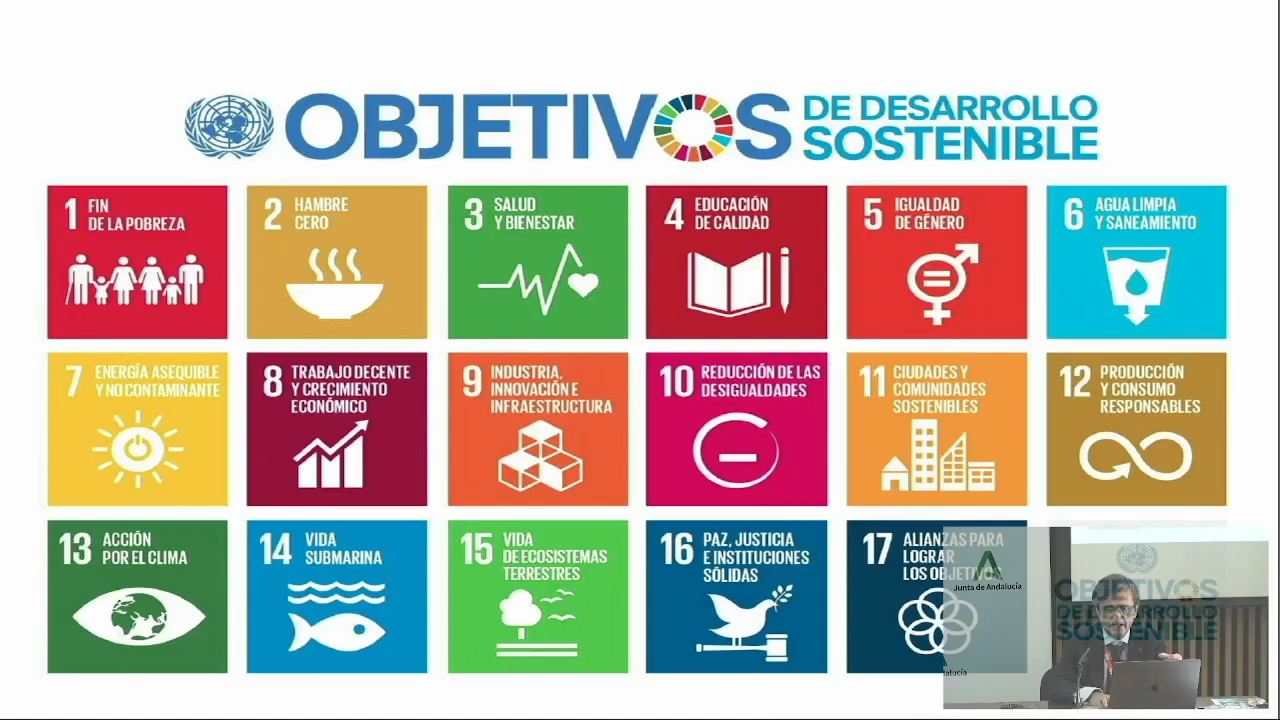 OBJETIVOS
DE DESARROLLO
SOSTENIBLE
1 FIN
DE LA POBREZA
2 HAMBRE
CERO
3 SALUD
Y BIENESTAR
4 EDUCACIÓN
DE CALIDAD
5 IGUALDAD
DE GÉNERO
6 AGUA LIMPIA
Y SANEAMIENTO
7 ENERGÍA ASEQUIBLE
Y NO CONTAMINANTE
8 TRABAJO DECENTE
Y CRECIMIENTO
ECONÓMICO
9 INDUSTRIA,
INNOVACIÓN E
INFRAESTRUCTURA
10 REDUCCIÓN DE LAS
DESIGUALDADES
11 CIUDADES Y
COMUNIDADES
SOSTENIBLES
12 PRODUCCIÓN
Y CONSUMO
RESPONSABLES
13 ACCIÓN
POR EL CLIMA
14 VIDA
SUBMARINA
15 VIDA
DE ECOSISTEMAS
TERRESTRES
16 PAZ, JUSTICIA
E INSTITUCIONES
SÓLIDAS
17 ALIANZAS PARA
LOGRAR
LOS OBJETIVOS
Junta de Andalucía
OBJETIVOS
DE DESARROLLO
SOSTENIBLE